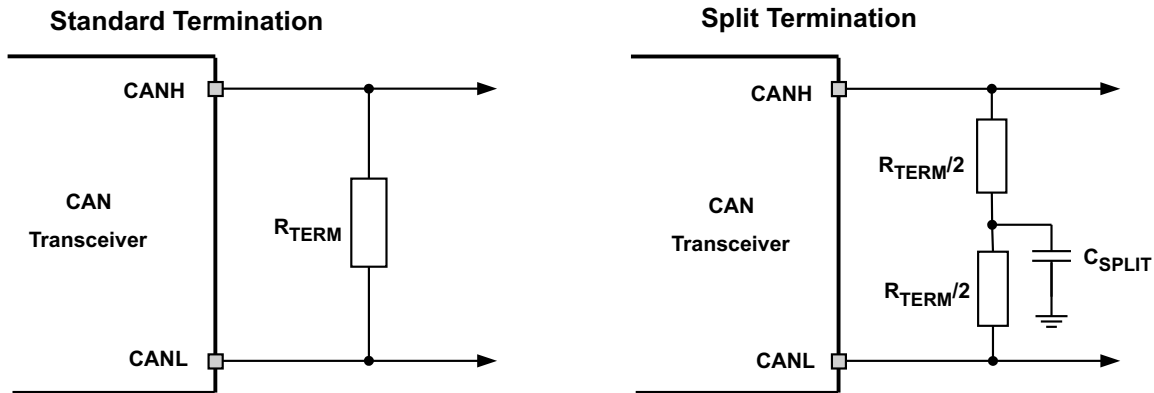 Standard Termination
CANH
CAN
Transceiver
RTERM
CANL
Split Termination
CANH
RTERM/2
CAN
Transceiver
CSPLIT
RTERM/2
CANL